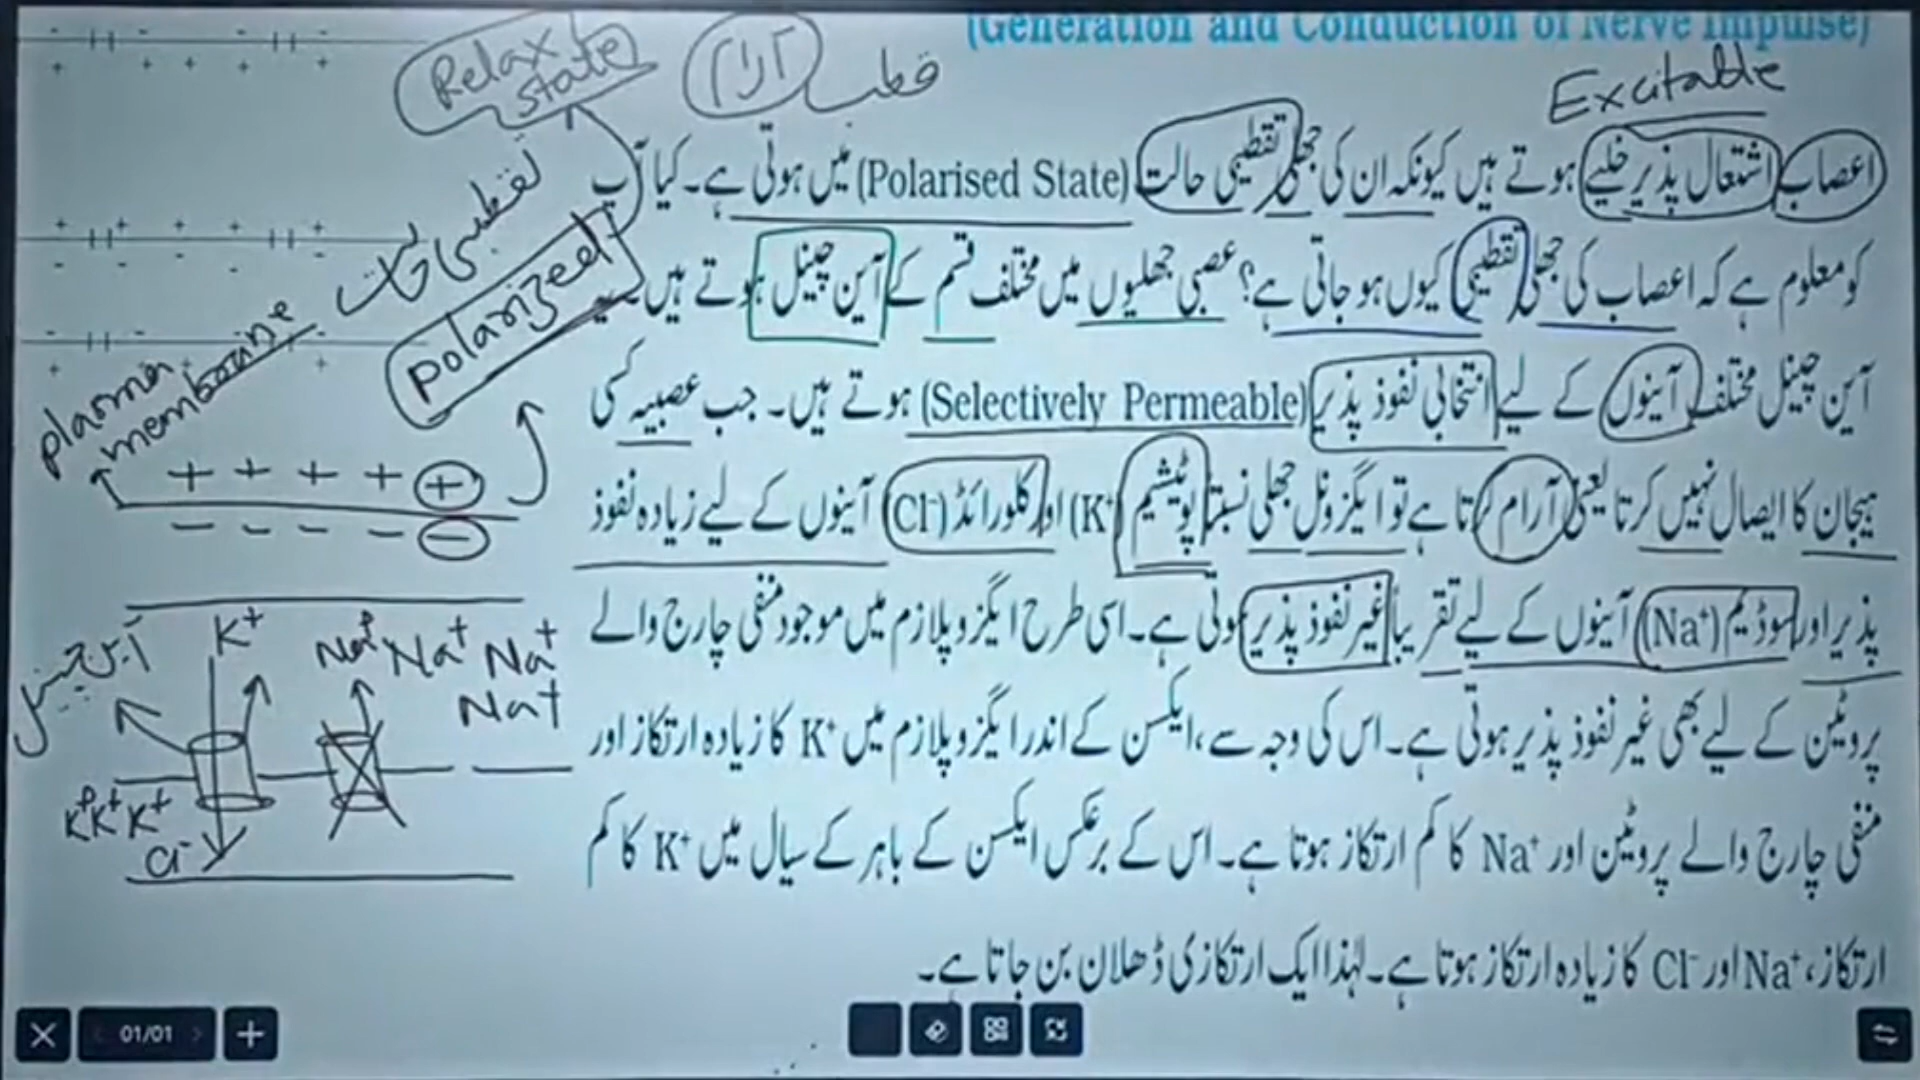 (Generation and Conduction of Nerve Impulse)
Relax state
آرام
قطب
Excitable
اعصاب اشتعال پذیر خلیے ہوتے ہیں کیونکہ ان کی جھلی تقطیبی حالت (Polarised State) میں ہوتی ہے۔ کیا آپ
کو معلوم ہے کہ اعصاب کی جھلی تقطیبی کیوں ہو جاتی ہے؟ عصبی جھلیوں میں مختلف قسم کے آین چینل ہوتے ہیں۔ یہ
آین چینل مختلف آینوں کے لیے انتخابی نفوذ پذیر (Selectively Permeable) ہوتے ہیں۔ جب عصبیہ کسی
ہیجان کا ایصال نہیں کرتا یعنی آرام کرتا ہے تو ایگزونل جھلی نسبتاً پوٹیشیم (K⁺) اور کلورائڈ (Cl⁻) آینوں کے لیے زیادہ نفوذ
پذیر اور سوڈیم (Na⁺) آینوں کے لیے تقریباً غیر نفوذ پذیر ہوتی ہے۔ اسی طرح ایگزوپلازم میں موجود منفی چارج والے
پروٹین کے لیے بھی غیر نفوذ پذیر ہوتی ہے۔ اس کی وجہ سے، ایکسن کے اندر ایگزوپلازم میں K⁺ کا زیادہ ارتکاز اور
منفی چارج والے پروٹین اور Na⁺ کا کم ارتکاز ہوتا ہے۔ اس کے برعکس ایکسن کے باہر کے سیال میں K⁺ کا کم
ارتکاز، Na⁺ اور Cl⁻ کا زیادہ ارتکاز ہوتا ہے۔ لہٰذا ایک ارتکازی ڈھلان بن جاتا ہے۔
تقطیبی حالت
polarized
plasma membrane
+ + + + +
- - - - -
آین چینل
K⁺ Na⁺ Na⁺ Na⁺
Na⁺
K⁺ K⁺ K⁺
Cl⁻
01/01